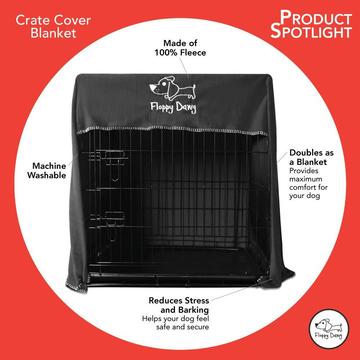 Crate Cover
Blanket
PRODUCT
SPOTLIGHT
Made of
100% Fleece
Floppy Dawg
Machine
Washable
Doubles as
a Blanket
Provides
maximum
comfort for
your dog
Reduces Stress
and Barking
Helps your dog feel
safe and secure
Floppy Dawg